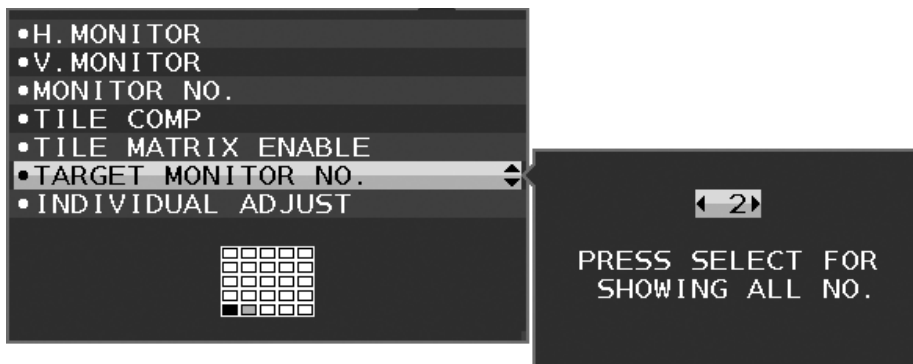 •H.MONITOR
•V.MONITOR
•MONITOR NO.
•TILE COMP
•TILE MATRIX ENABLE
•TARGET MONITOR NO.
•INDIVIDUAL ADJUST
2
PRESS SELECT FOR
SHOWING ALL NO.